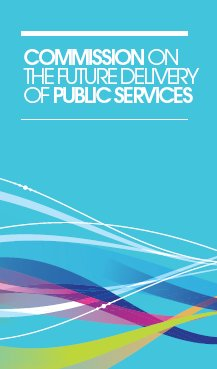 COMMISSION ON
THE FUTURE DELIVERY
OF PUBLIC SERVICES